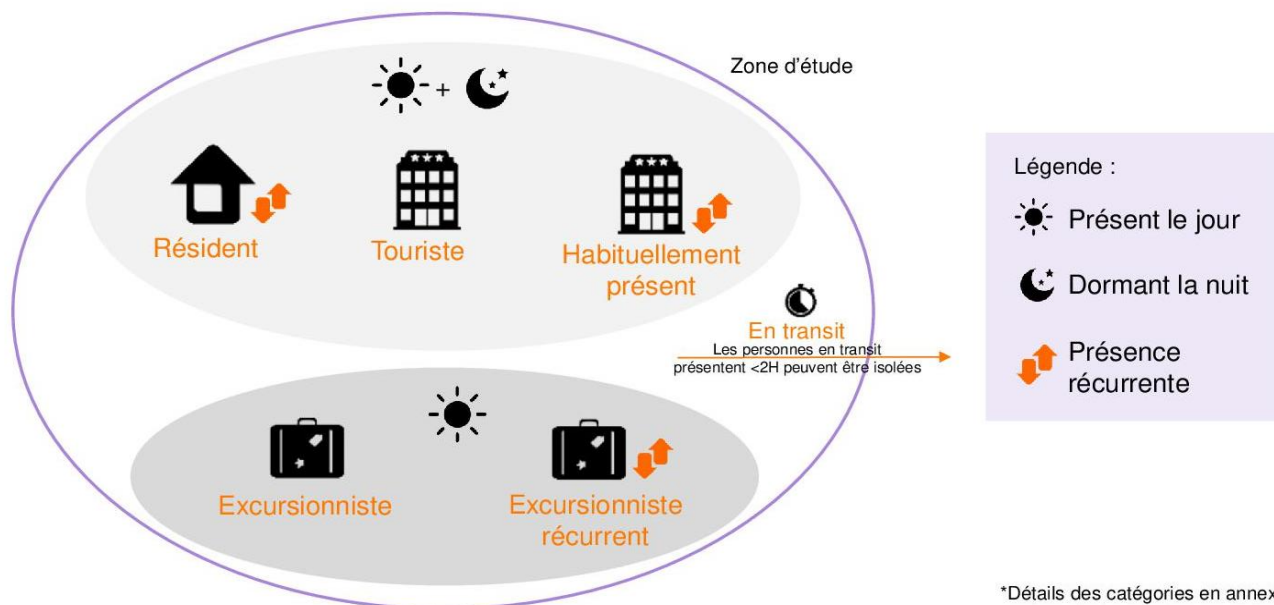 Zone d'étude
+
Résident
Touriste
Habituellement
présent
En transit
Les personnes en transit
présentent <2H peuvent être isolées
Excursionniste
Excursionniste
récurrent
Légende :
Présent le jour
Dormant la nuit
Présence
récurrente
*Détails des catégories en annex